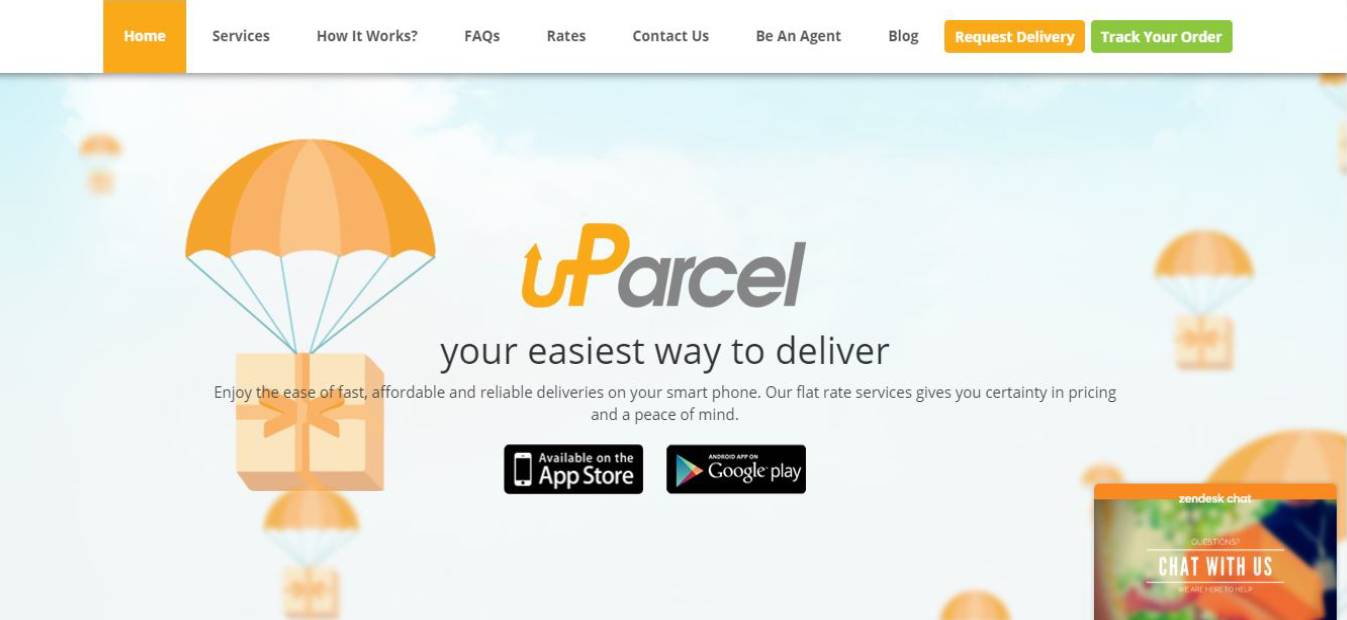 Home Services How It Works? FAQs Rates Contact Us Be An Agent Blog Request Delivery Track Your Order
uParcel
your easiest way to deliver
Enjoy the ease of fast, affordable and reliable deliveries on your smart phone. Our flat rate services gives you certainty in pricing
and a peace of mind.
Available on the
App Store
ANDROID APP ON
Google play
zendesk chat
QUESTIONS?
CHAT WITH US
WE ARE HERE TO HELP